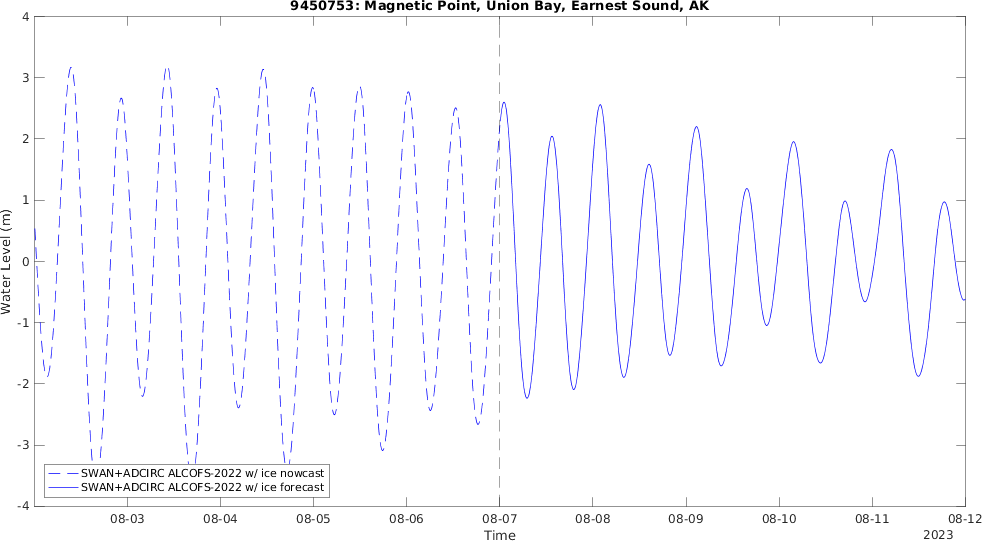 9450753: Magnetic Point, Union Bay, Earnest Sound, AK
4
3
2
1
0
-1
-2
-3
-4
Water Level (m)
SWAN+ADCIRC ALCOFS-2022 w/ ice nowcast
SWAN+ADCIRC ALCOFS-2022 w/ ice forecast
08-03 08-04 08-05 08-06 08-07 08-08 08-09 08-10 08-11 08-12
Time
2023